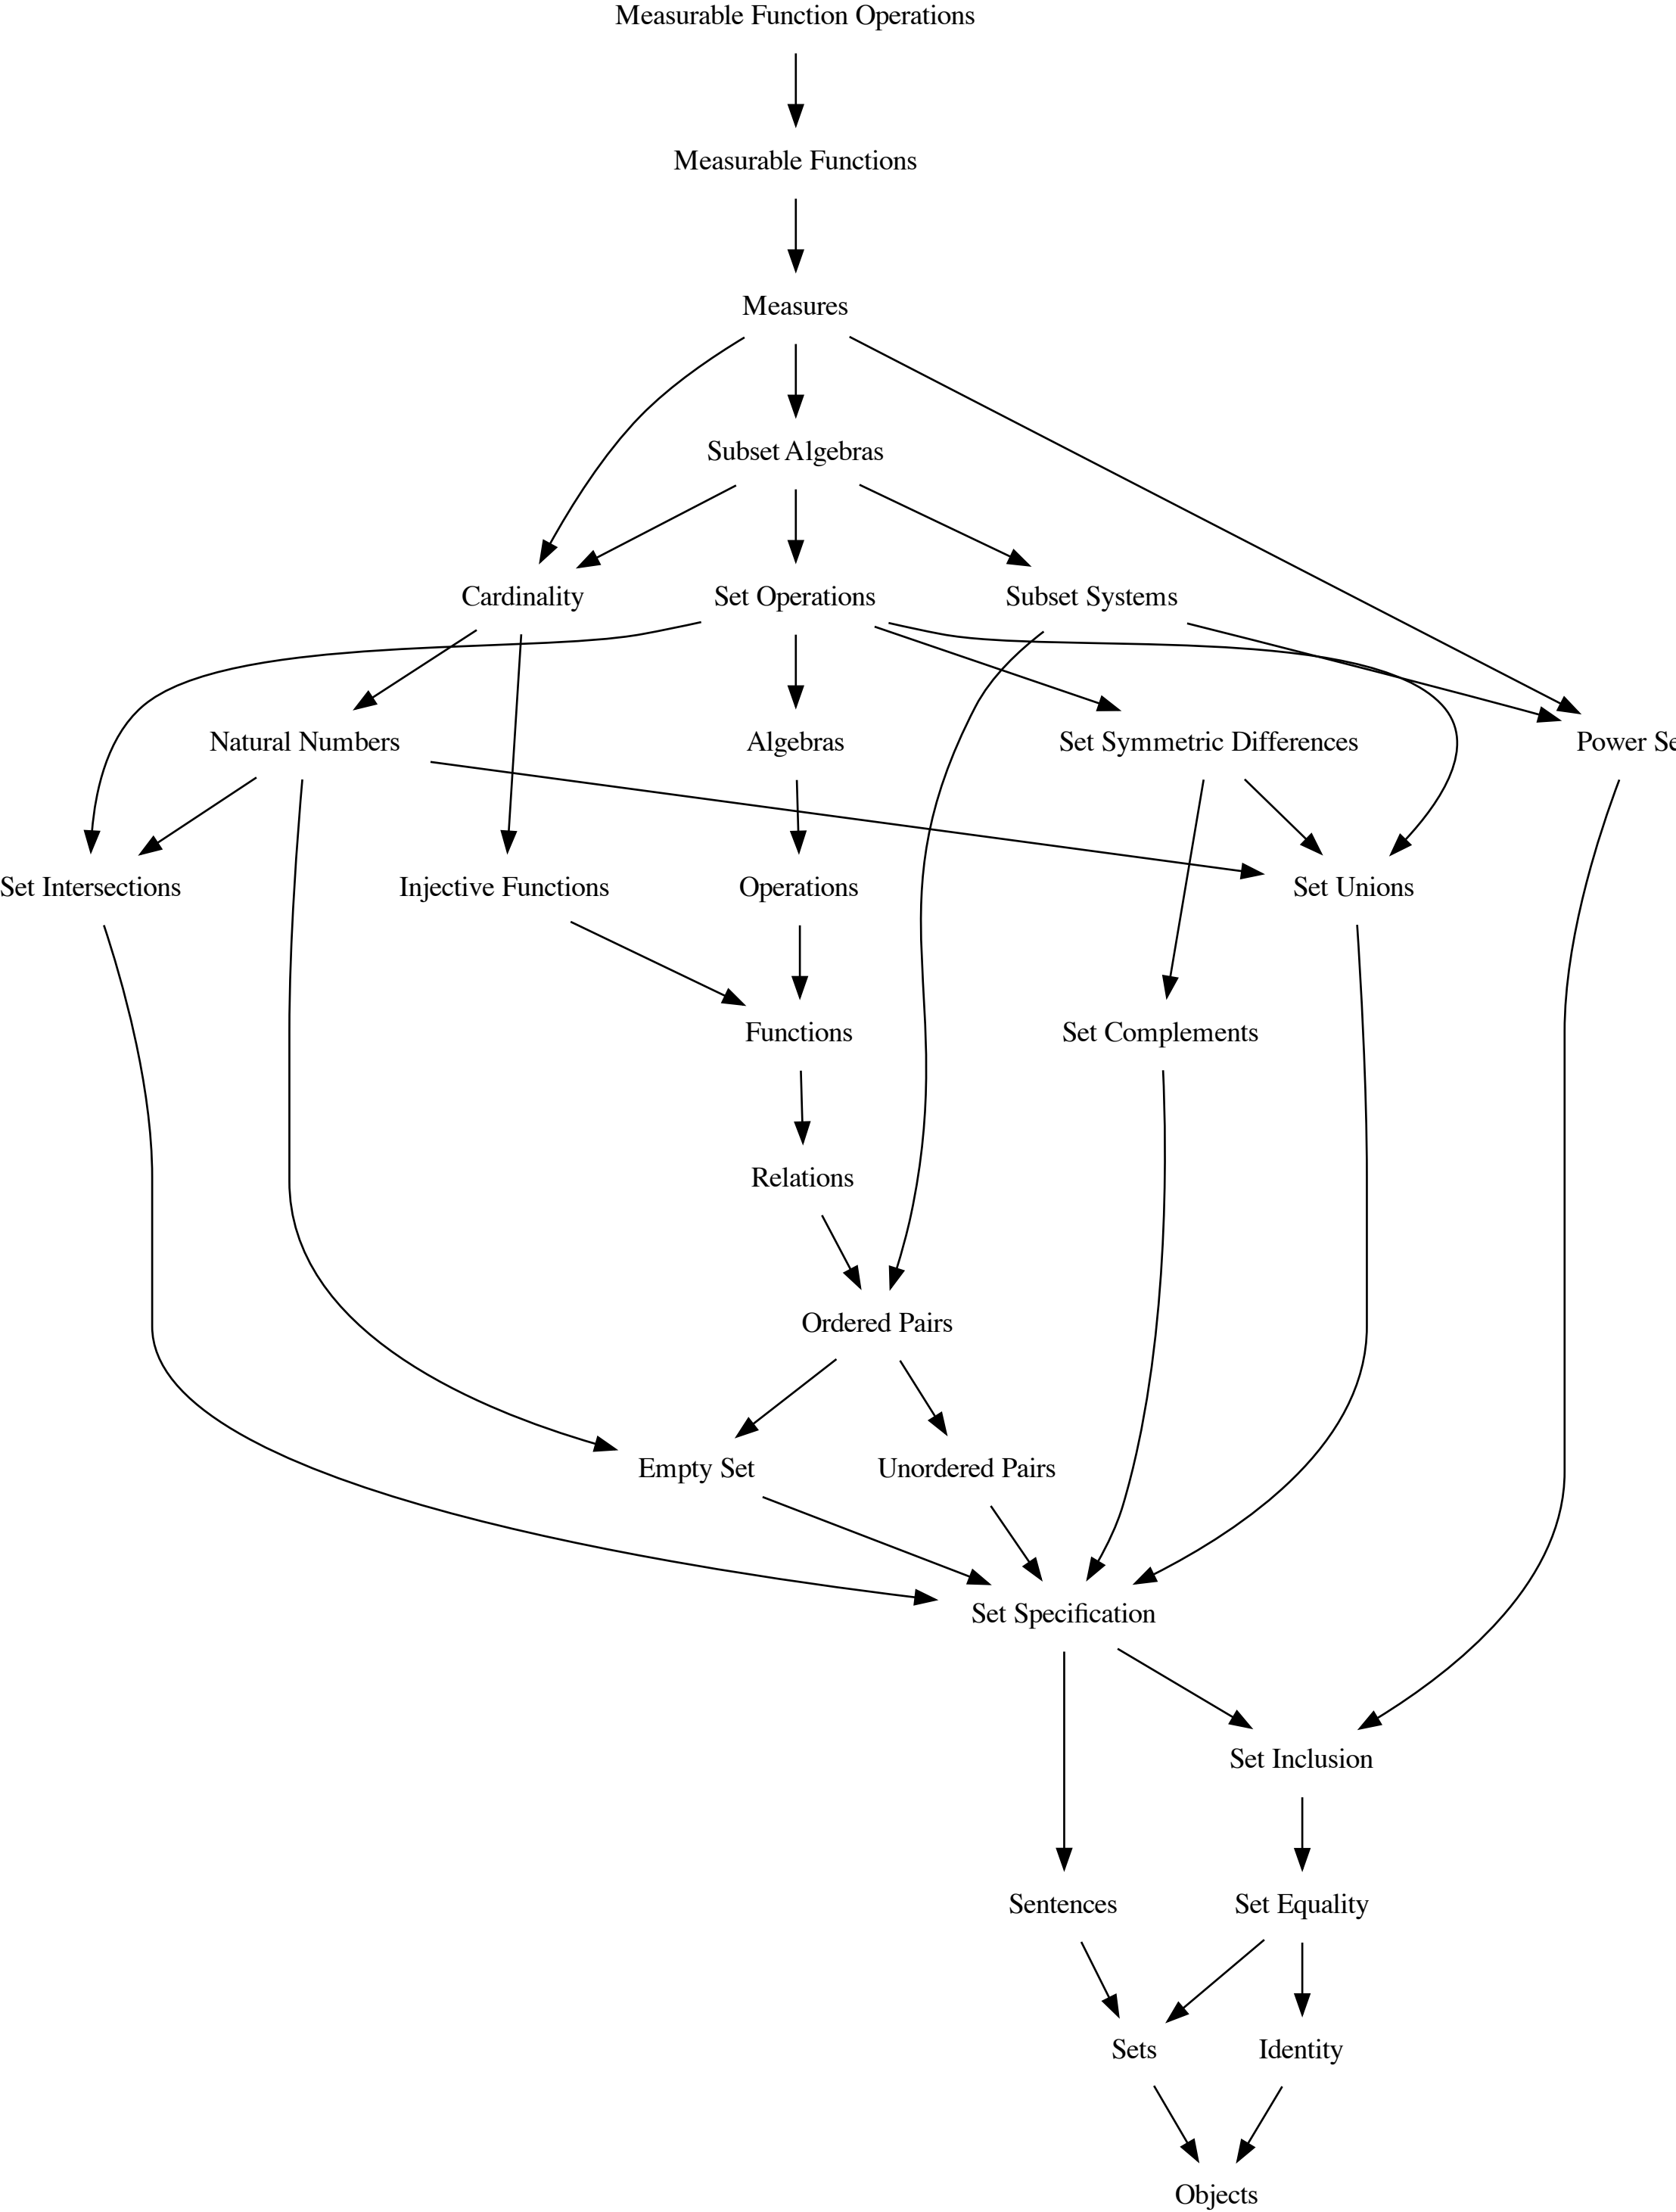 Measurable Function Operations
Measurable Functions
Measures
Subset Algebras
Cardinality
Set Operations
Subset Systems
Natural Numbers
Algebras
Set Symmetric Differences
Power Se
Set Intersections
Injective Functions
Operations
Set Unions
Functions
Set Complements
Relations
Ordered Pairs
Empty Set
Unordered Pairs
Set Specification
Set Inclusion
Sentences
Set Equality
Sets
Identity
Objects